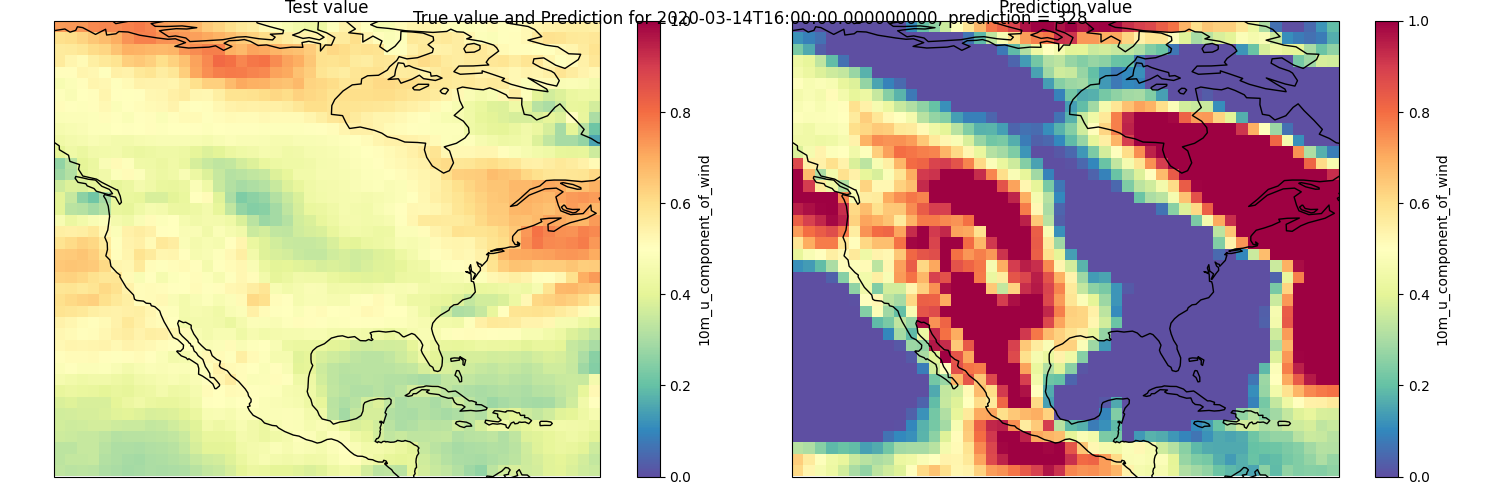 Test value
Prediction value
True value and Prediction for 2020-03-14T16:00:00.000000000, prediction = 328
1.0
0.8
0.6
0.4
0.2
0.0
10m_u_component_of_wind
1.0
0.8
0.6
0.4
0.2
0.0
10m_u_component_of_wind